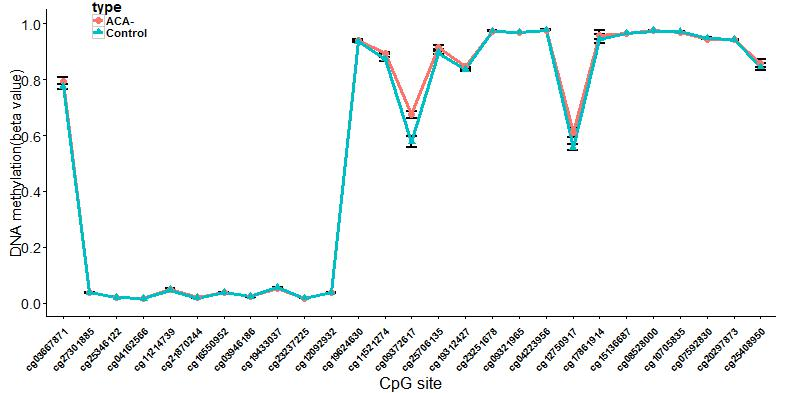 type
ACA-
Control
DNA methylation(beta value)
1.0
0.8
0.6
0.4
0.2
0.0
cg03667871
cg27301885
cg25346122
cg04162566
cg11214739
cg21870244
cg16550952
cg03946186
cg19433037
cg23237225
cg12092932
cg19624630
cg11521274
cg09372617
cg25706135
cg19312427
cg23251678
cg09321965
cg04223956
cg12750917
cg17861914
cg15136687
cg08528000
cg10705835
cg07592830
cg20297873
cg25408950
CpG site